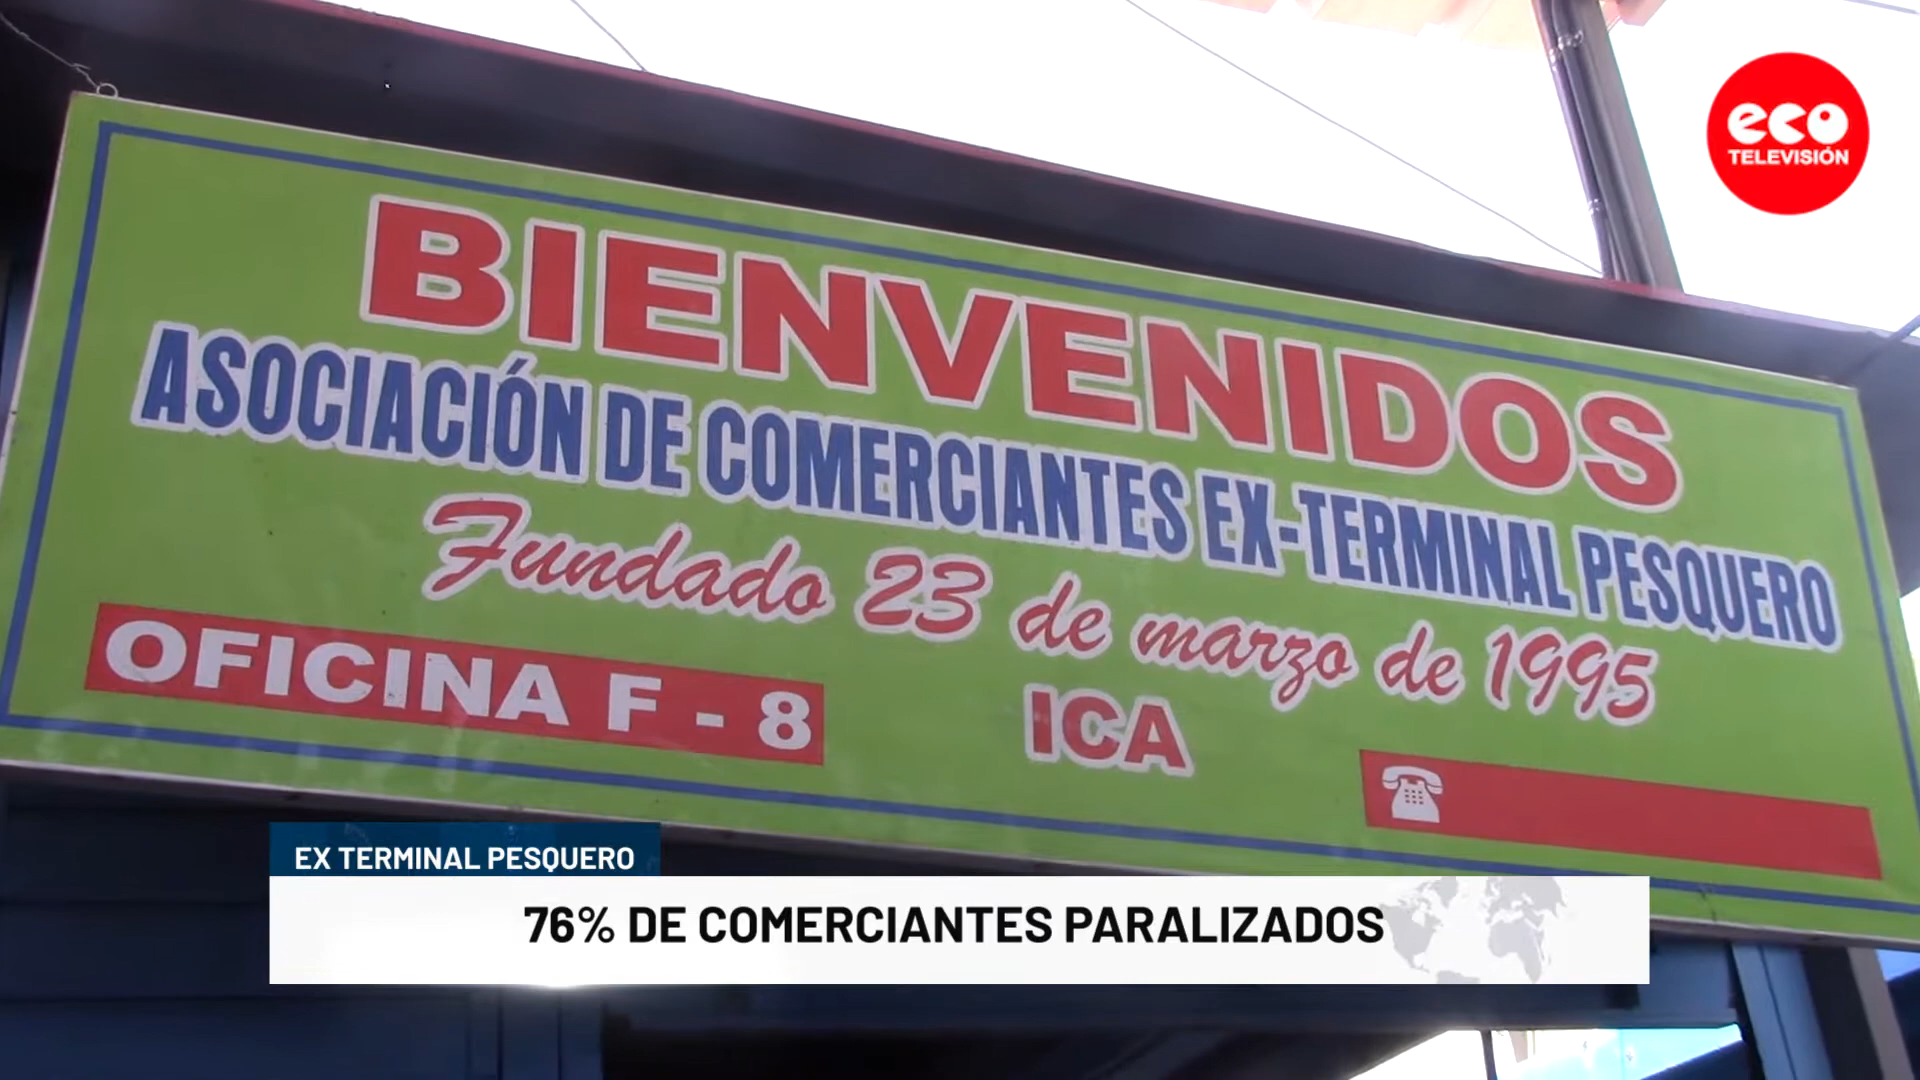 eco
TELEVISIÓN
BIENVENIDOS
ASOCIACIÓN DE COMERCIANTES EX-TERMINAL PESQUERO
Fundado 23 de marzo de 1995
OFICINA F - 8
ICA
EX TERMINAL PESQUERO
76% DE COMERCIANTES PARALIZADOS